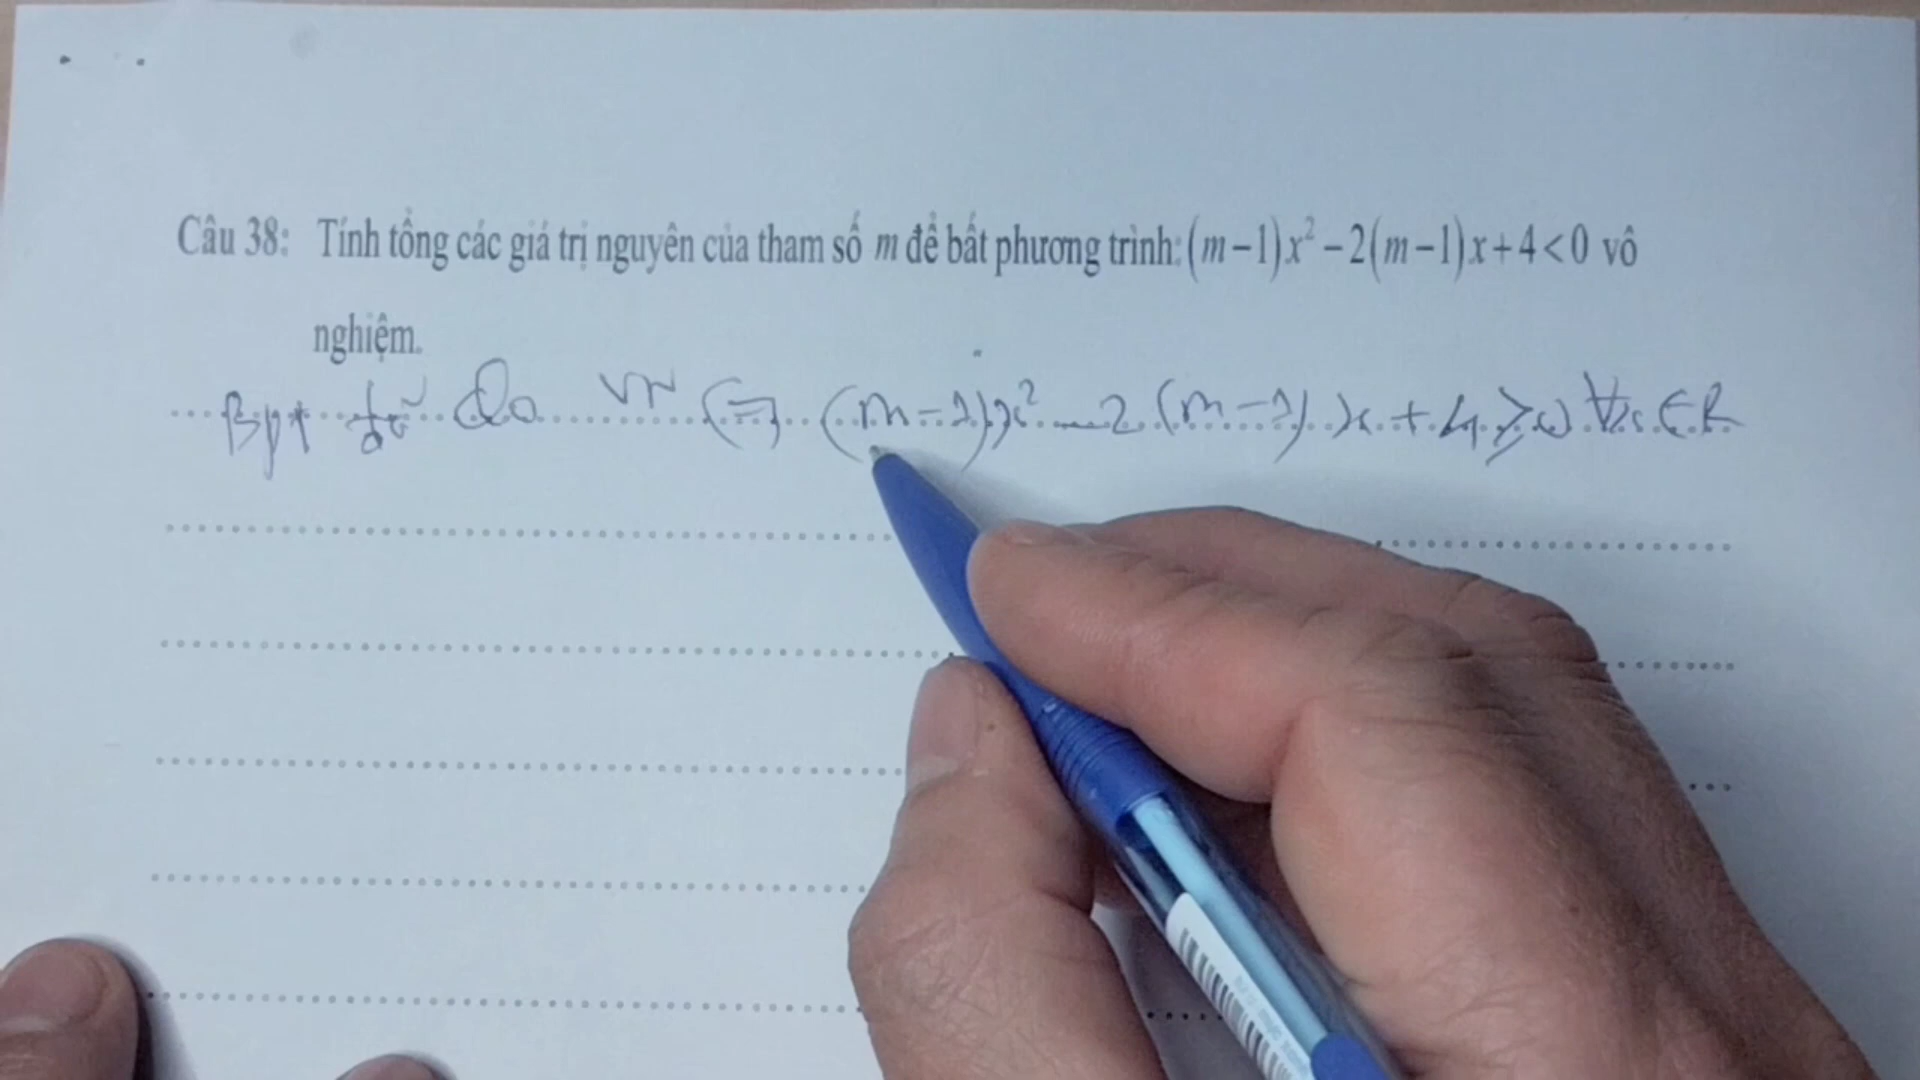 Câu 38: Tính tổng các giá trị nguyên của tham số m để bất phương trình: (m−1)x² − 2(m−1)x + 4 < 0 vô
nghiệm.
Bpt đã cho VN ⇔ (m−1)x² − 2(m−1)x + 4 ≥ 0 ∀x ∈ R